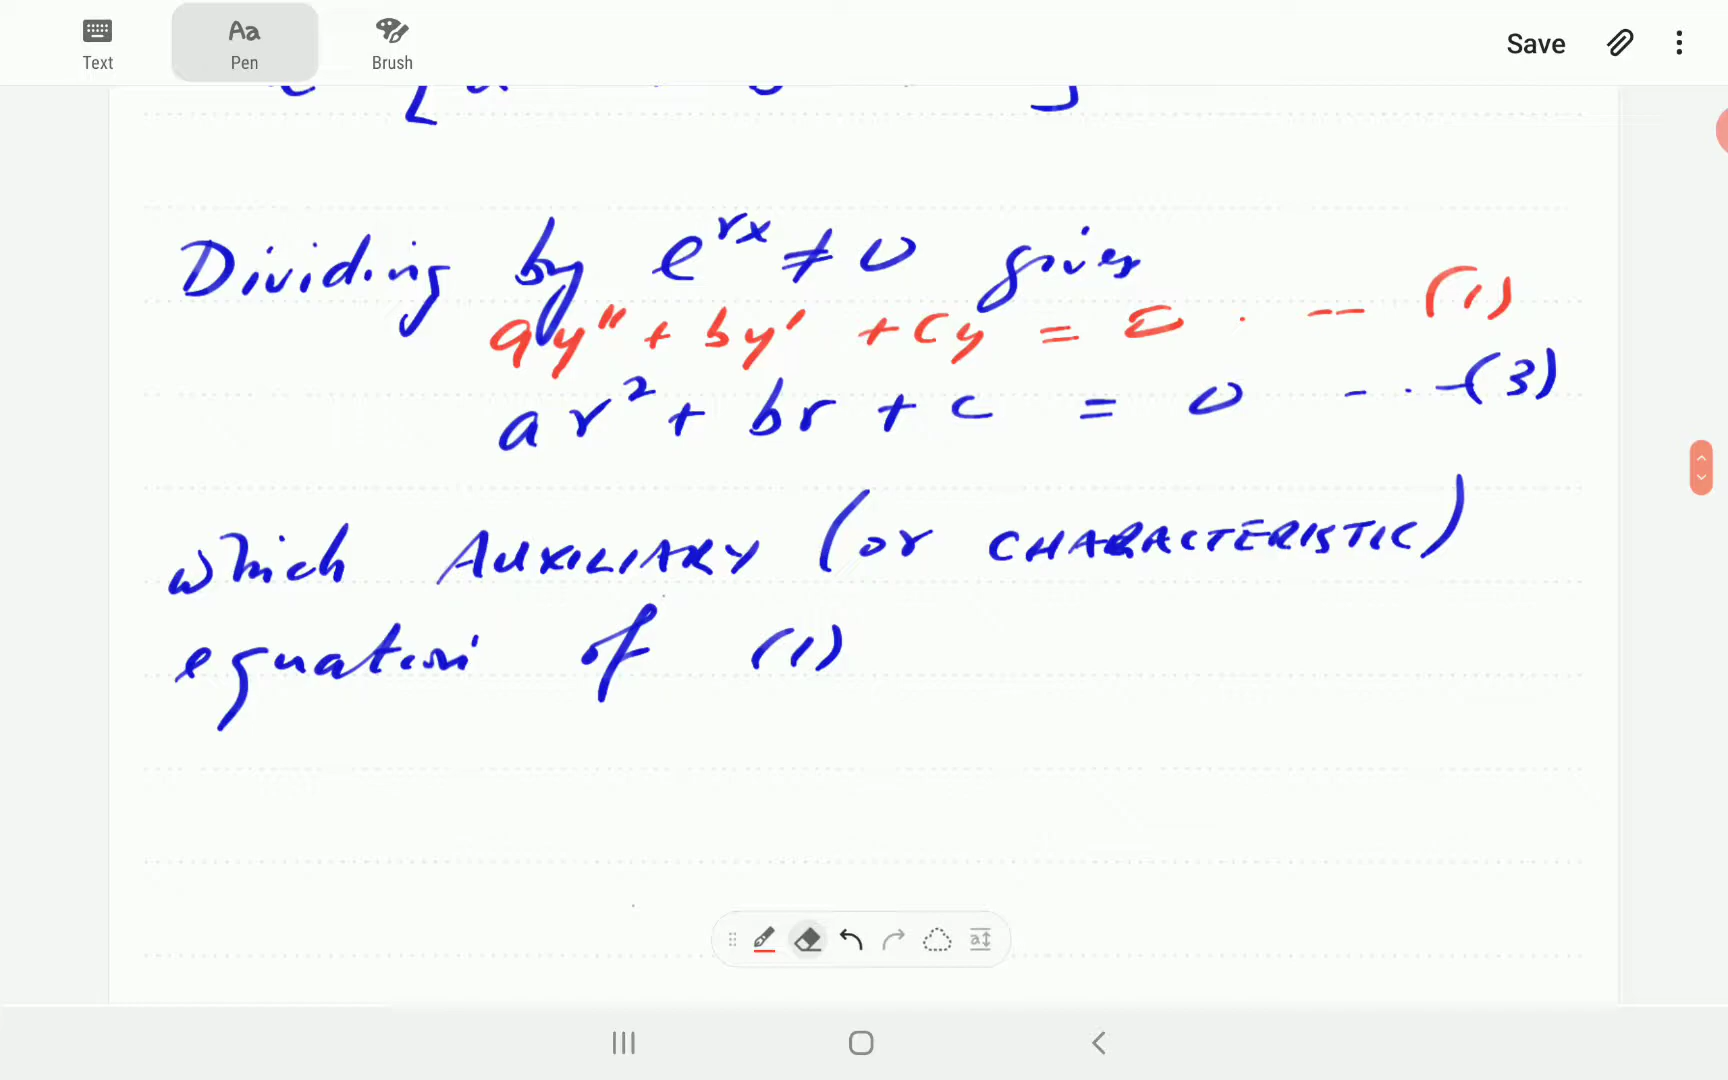 Text
Aa
Pen
Brush
Save
Dividing by e^{rx} ≠ 0 gives
ay'' + by' + cy = 0 . -- (1)
ar² + br + c = 0 - . . -(3)
which AUXILIARY (or CHARACTERISTIC)
equation of (1)
a